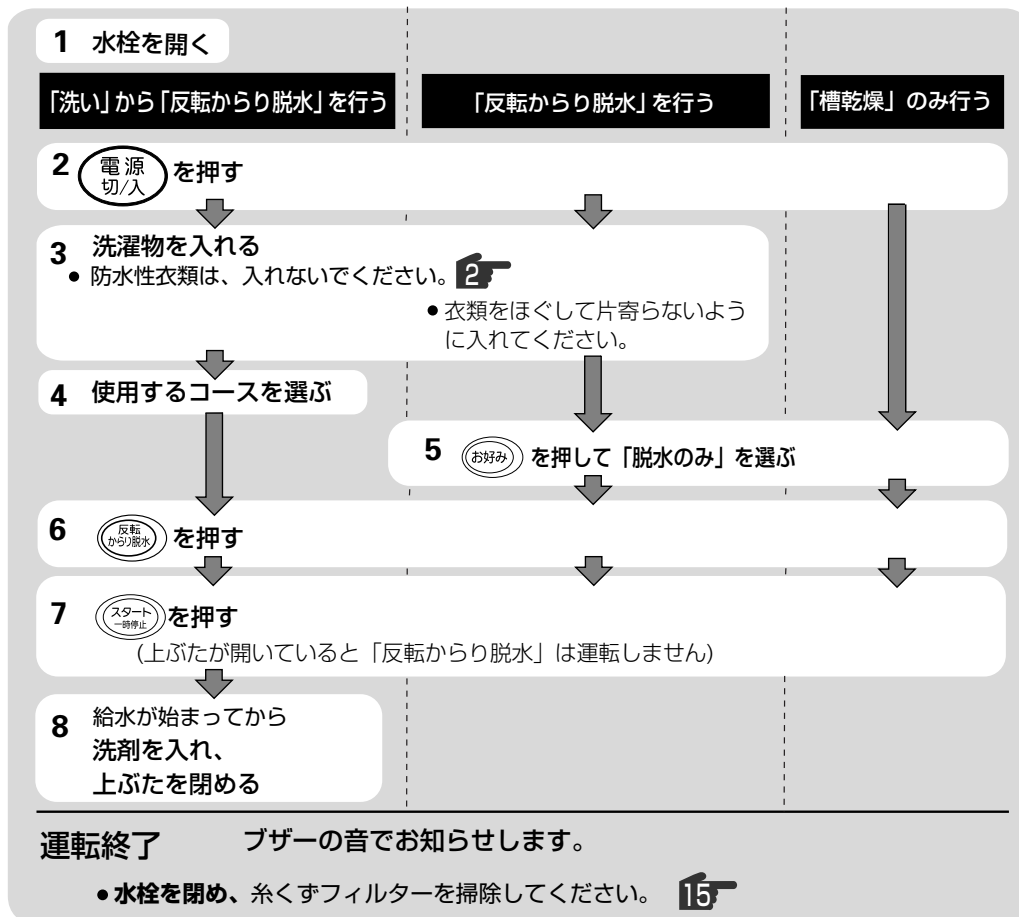 1 水栓を開く
「洗い」から「反転からり脱水」を行う
「反転からり脱水」を行う
「槽乾燥」のみ行う
2 電源 切/入 を押す
3 洗濯物を入れる
● 防水性衣類は、入れないでください。 2
● 衣類をほぐして片寄らないよう
に入れてください。
4 使用するコースを選ぶ
5 お好み を押して「脱水のみ」を選ぶ
6 反転 からり脱水 を押す
7 スタート 一時停止 を押す
(上ぶたが開いていると「反転からり脱水」は運転しません)
8 給水が始まってから
洗剤を入れ、
上ぶたを閉める
運転終了 ブザーの音でお知らせします。
● 水栓を閉め、糸くずフィルターを掃除してください。 15